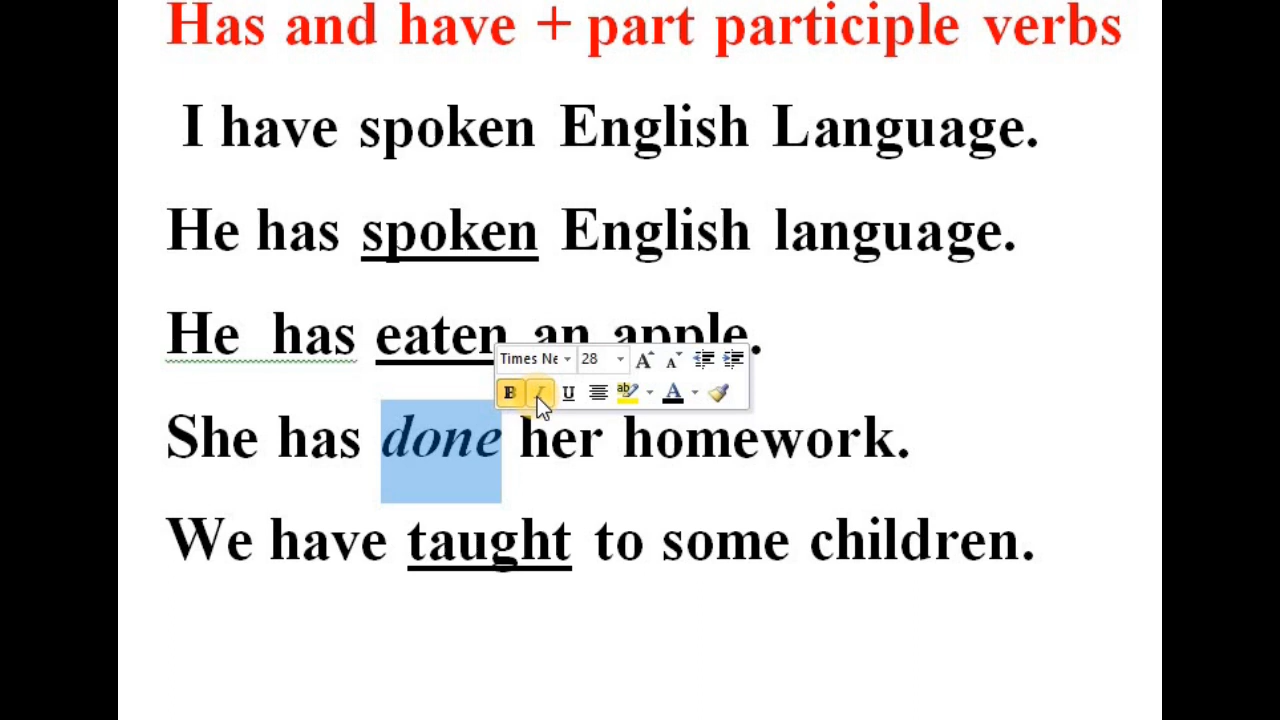 Has and have + part participle verbs
I have spoken English Language.
He has spoken English language.
He has eaten an apple.
Times Ne 28 A A
B I U ab A
She has done her homework.
We have taught to some children.